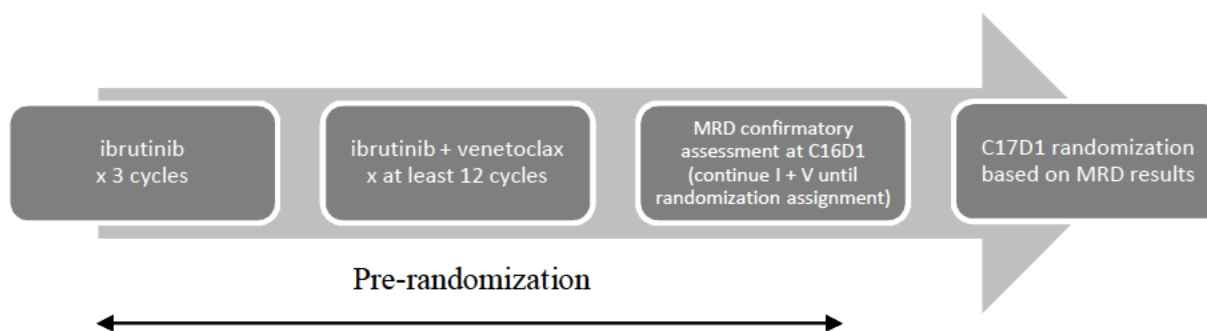 ibrutinib
x 3 cycles
ibrutinib + venetoclax
x at least 12 cycles
MRD confirmatory
assessment at C16D1
(continue I + V until
randomization assignment)
C17D1 randomization
based on MRD results
Pre-randomization